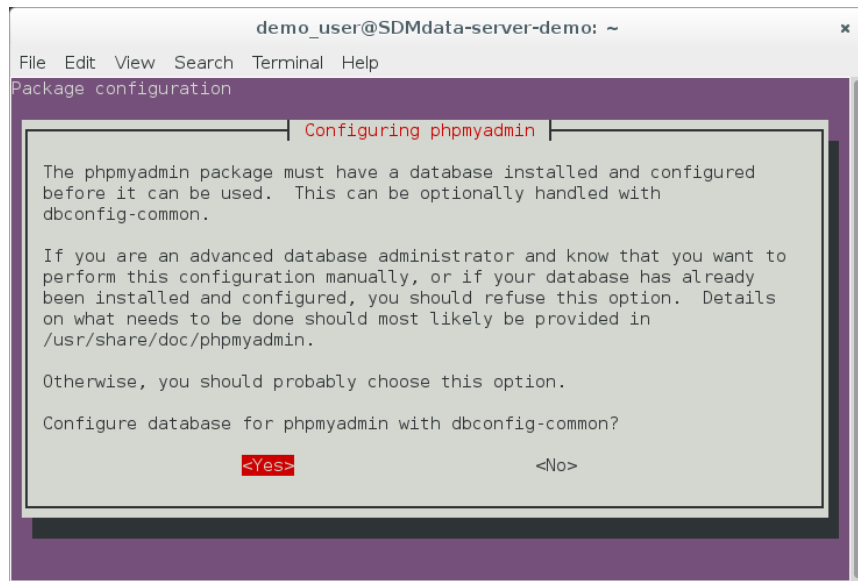 demo_user@SDMdata-server-demo: ~
×
File Edit View Search Terminal Help
Package configuration
Configuring phpmyadmin
The phpmyadmin package must have a database installed and configured
before it can be used.  This can be optionally handled with
dbconfig-common.
If you are an advanced database administrator and know that you want to
perform this configuration manually, or if your database has already
been installed and configured, you should refuse this option.  Details
on what needs to be done should most likely be provided in
/usr/share/doc/phpmyadmin.
Otherwise, you should probably choose this option.
Configure database for phpmyadmin with dbconfig-common?
<Yes> <No>